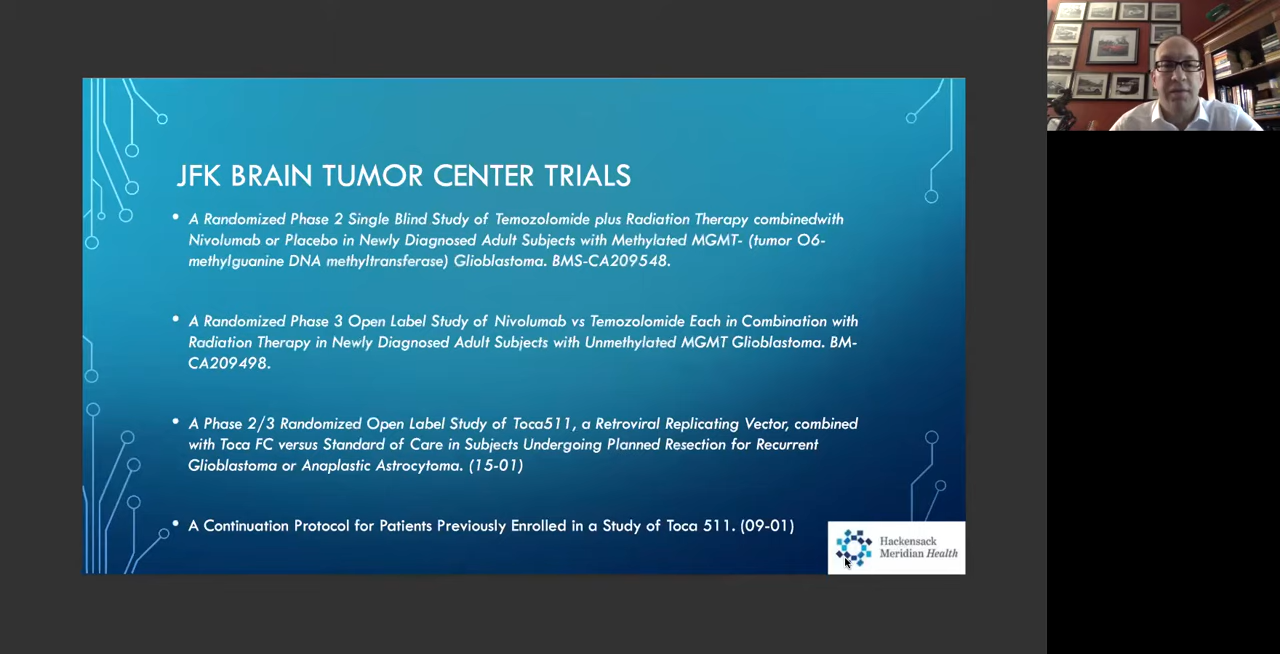 JFK BRAIN TUMOR CENTER TRIALS
• A Randomized Phase 2 Single Blind Study of Temozolomide plus Radiation Therapy combinedwith
Nivolumab or Placebo in Newly Diagnosed Adult Subjects with Methylated MGMT- (tumor O6-
methylguanine DNA methyltransferase) Glioblastoma. BMS-CA209548.
• A Randomized Phase 3 Open Label Study of Nivolumab vs Temozolomide Each in Combination with
Radiation Therapy in Newly Diagnosed Adult Subjects with Unmethylated MGMT Glioblastoma. BM-
CA209498.
• A Phase 2/3 Randomized Open Label Study of Toca511, a Retroviral Replicating Vector, combined
with Toca FC versus Standard of Care in Subjects Undergoing Planned Resection for Recurrent
Glioblastoma or Anaplastic Astrocytoma. (15-01)
• A Continuation Protocol for Patients Previously Enrolled in a Study of Toca 511. (09-01)
Hackensack
Meridian Health